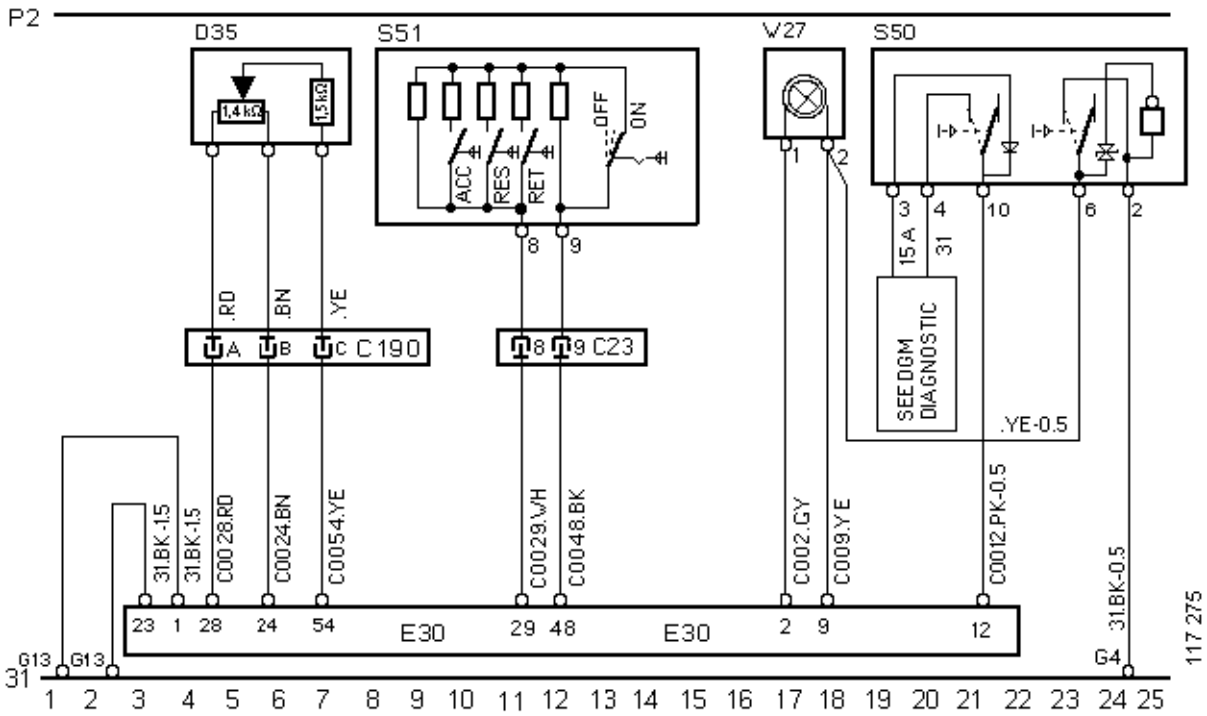 P2
D35 S51 W27 S50
1,4 kΩ
1,5 kΩ
ACC
RES
RET
OFF
ON
8 9
1 2
3 4 10 6 2
15 A
31
SEE DGM
DIAGNOSTIC
.RD
.BN
.YE
A B C C 190
8 9 C23
.YE-0.5
31.BK-1.5
31.BK-1.5
C0028.RD
C0024.BN
C0054.YE
C0029.WH
C0048.BK
C002.GY
C009.YE
C0012.PK-0.5
31.BK-0.5
23 1 28 24 54 E30 29 48 E30 2 9 12
G13 G13 G4
31
1 2 3 4 5 6 7 8 9 10 11 12 13 14 15 16 17 18 19 20 21 22 23 24 25
117 275